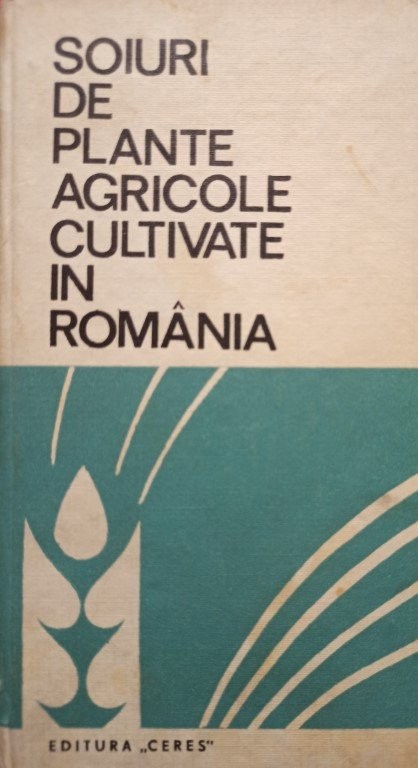 SOIURI
DE
PLANTE
AGRICOLE
CULTIVATE
IN
ROMÂNIA
EDITURA „CERES"